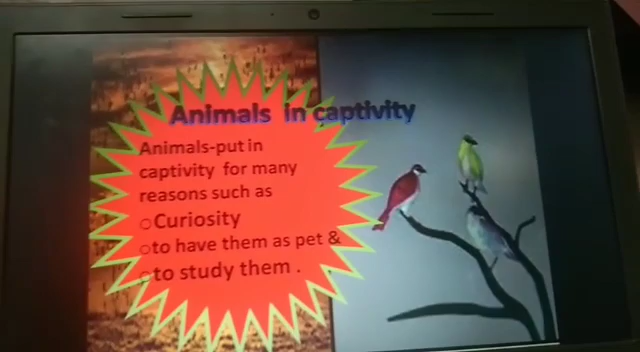 Animals in captivity
Animals-put in
captivity for many
reasons such as
Curiosity
to have them as pet &
to study them .